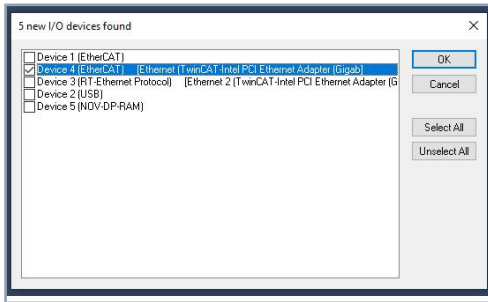 5 new I/O devices found
Device 1 (EtherCAT)
Device 4 (EtherCAT) [Ethernet (TwinCAT-Intel PCI Ethernet Adapter (Gigab]
Device 3 (RT-Ethernet Protocol) [Ethernet 2 (TwinCAT-Intel PCI Ethernet Adapter (G
Device 2 (USB)
Device 5 (NOV-DP-RAM)
OK
Cancel
Select All
Unselect All